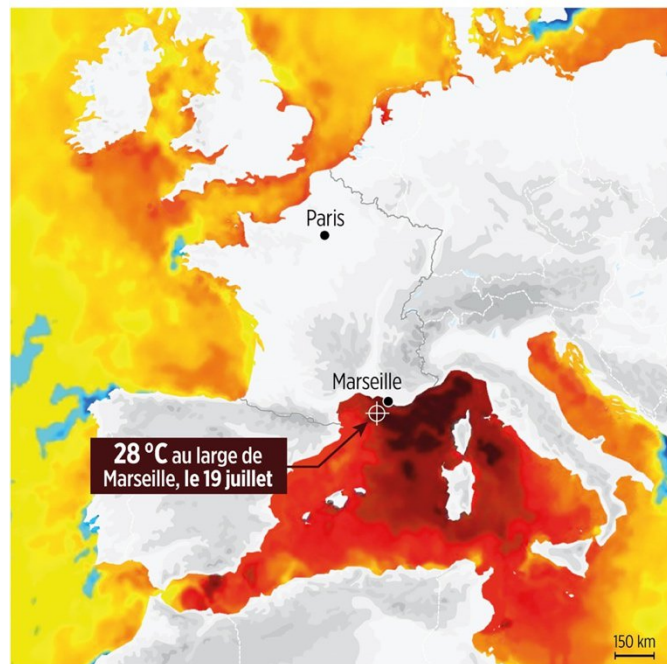 Paris
Marseille
28 °C au large de
Marseille, le 19 juillet
150 km